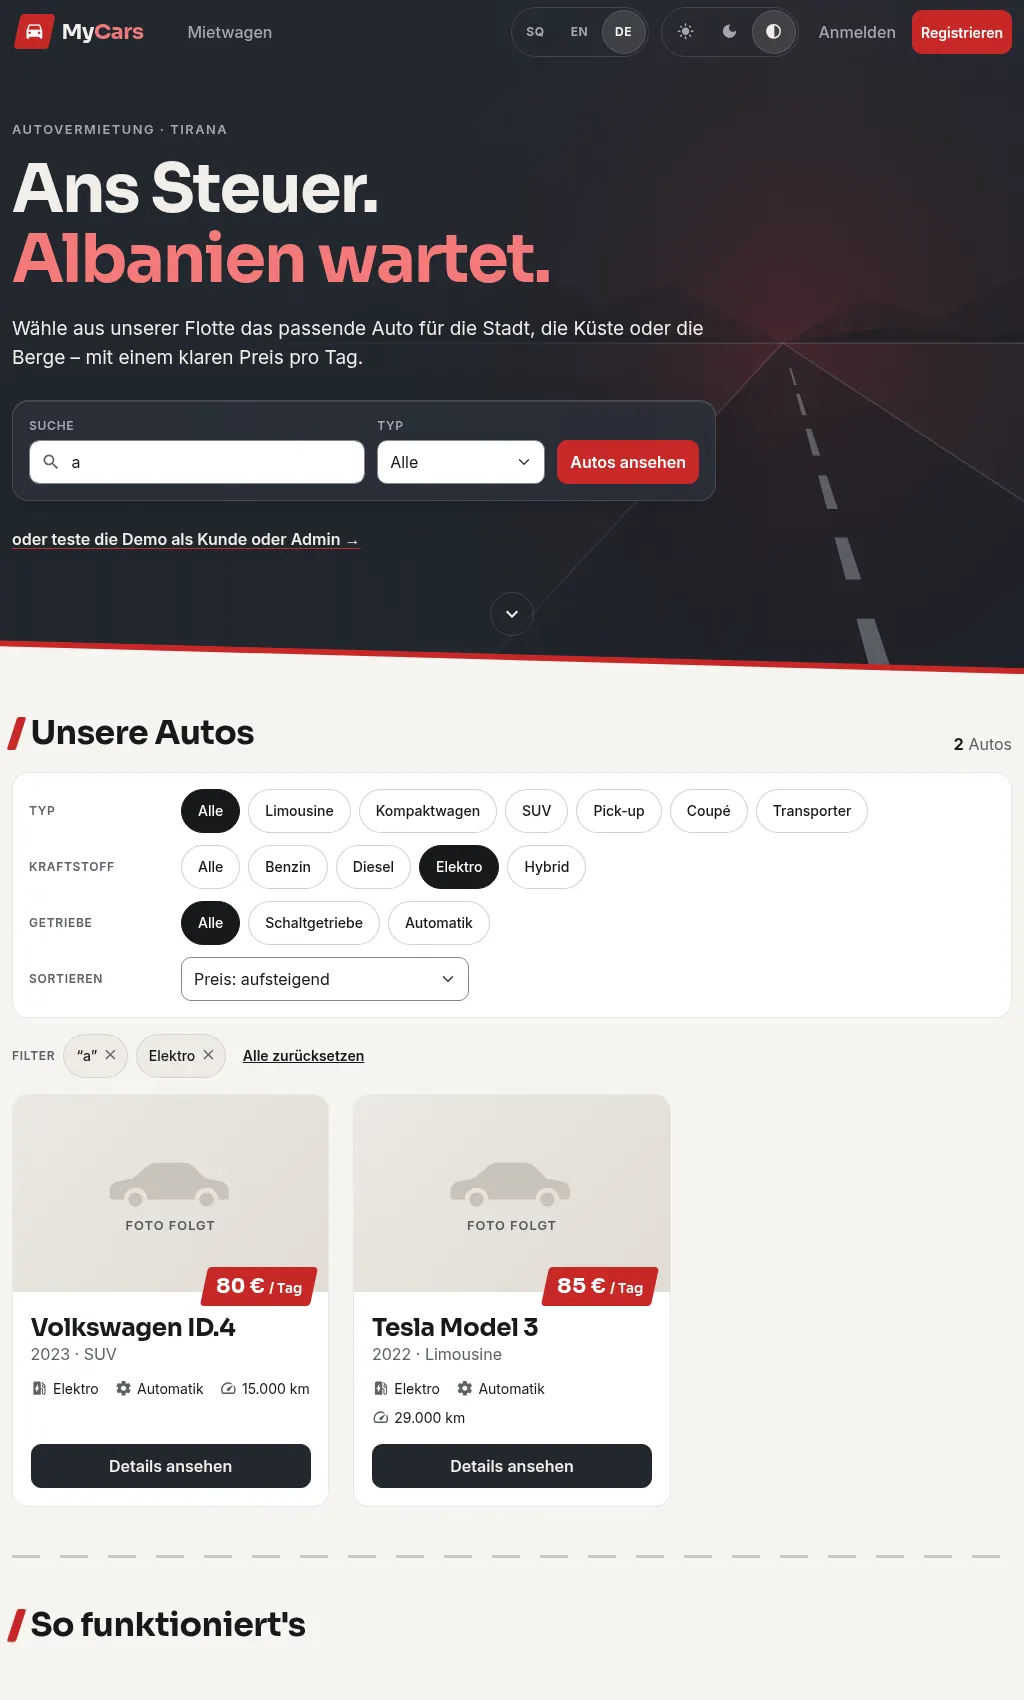 MyCars Mietwagen SQ EN DE Anmelden Registrieren
AUTOVERMIETUNG · TIRANA
Ans Steuer.
Albanien wartet.
Wähle aus unserer Flotte das passende Auto für die Stadt, die Küste oder die
Berge – mit einem klaren Preis pro Tag.
SUCHE TYP
a Alle Autos ansehen
oder teste die Demo als Kunde oder Admin →
Unsere Autos
2 Autos
TYP Alle Limousine Kompaktwagen SUV Pick-up Coupé Transporter
KRAFTSTOFF Alle Benzin Diesel Elektro Hybrid
GETRIEBE Alle Schaltgetriebe Automatik
SORTIEREN Preis: aufsteigend
FILTER “a” Elektro Alle zurücksetzen
FOTO FOLGT
80 € / Tag
Volkswagen ID.4
2023 · SUV
Elektro Automatik 15.000 km
Details ansehen
FOTO FOLGT
85 € / Tag
Tesla Model 3
2022 · Limousine
Elektro Automatik
29.000 km
Details ansehen
So funktioniert's